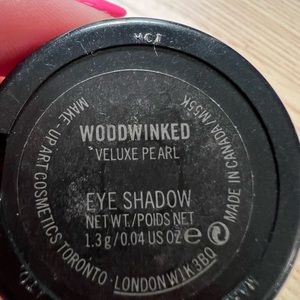 WOODWINKED
VELUXE PEARL
EYE SHADOW
NET WT./POIDS NET
1.3 g / 0.04 US OZ e
MAKE-UP ART COSMETICS TORONTO · LONDON W1K 3BQ
MADE IN CANADA/M55K